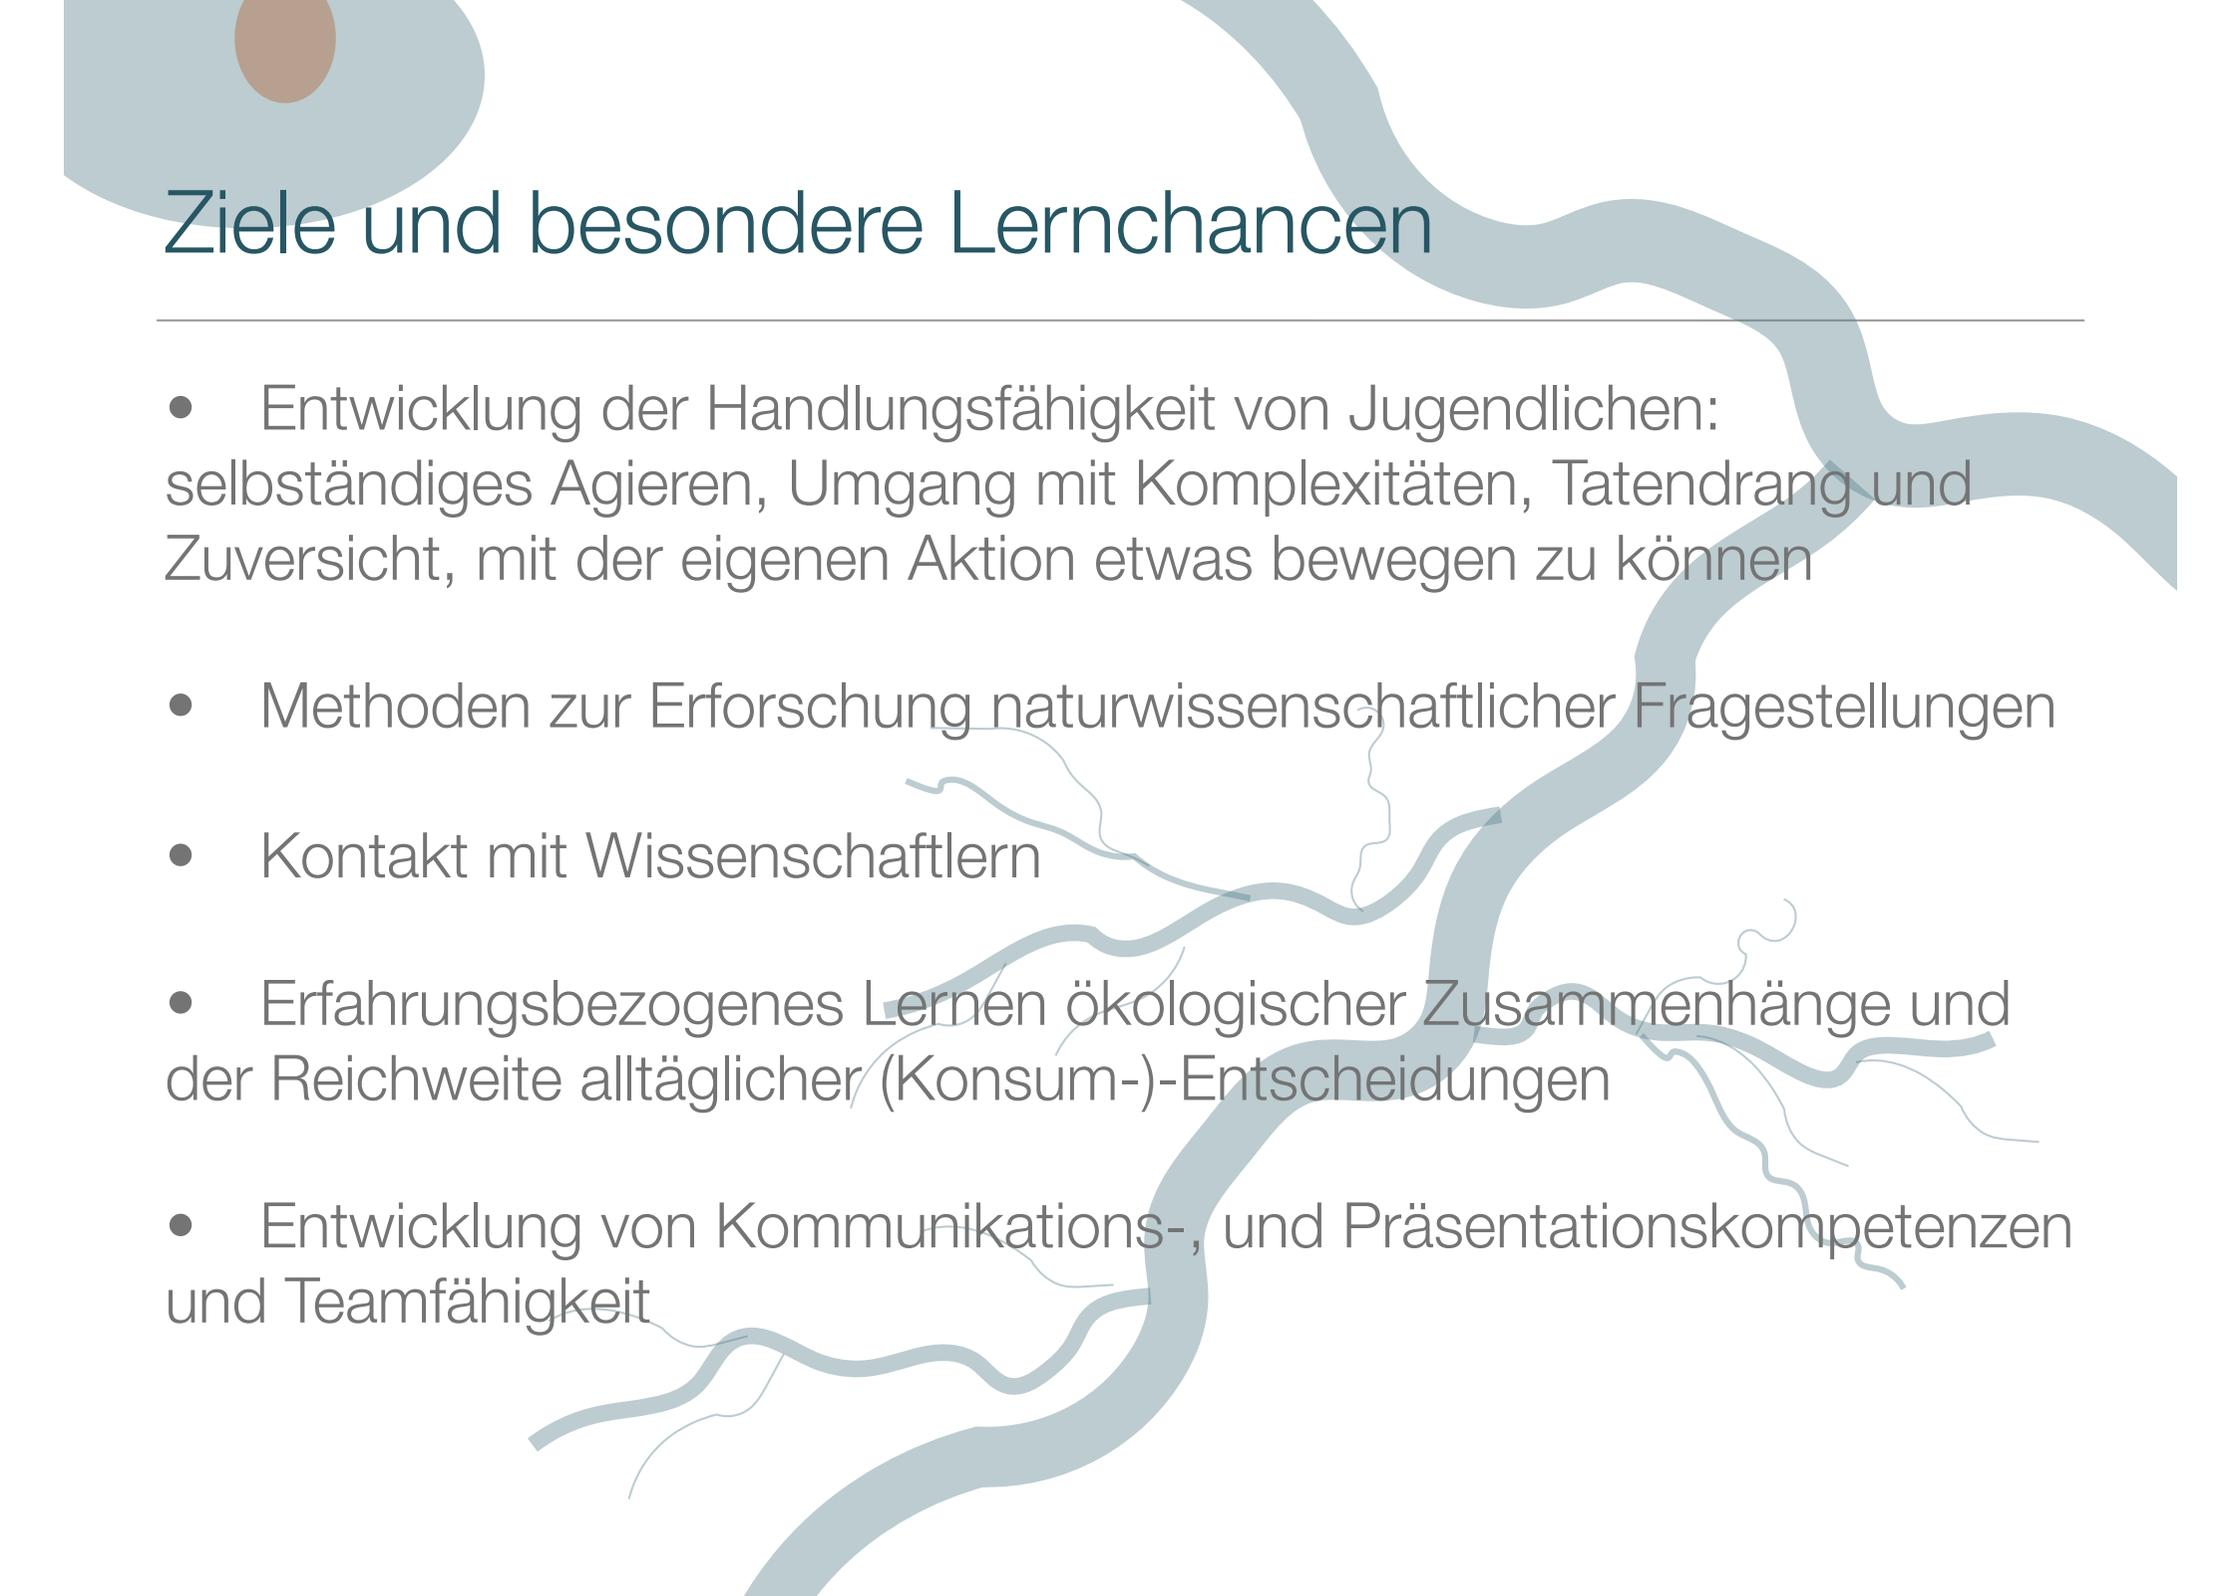 Ziele und besondere Lernchancen
• Entwicklung der Handlungsfähigkeit von Jugendlichen:
selbständiges Agieren, Umgang mit Komplexitäten, Tatendrang und
Zuversicht, mit der eigenen Aktion etwas bewegen zu können
• Methoden zur Erforschung naturwissenschaftlicher Fragestellungen
• Kontakt mit Wissenschaftlern
• Erfahrungsbezogenes Lernen ökologischer Zusammenhänge und
der Reichweite alltäglicher (Konsum-)-Entscheidungen
• Entwicklung von Kommunikations-, und Präsentationskompetenzen
und Teamfähigkeit